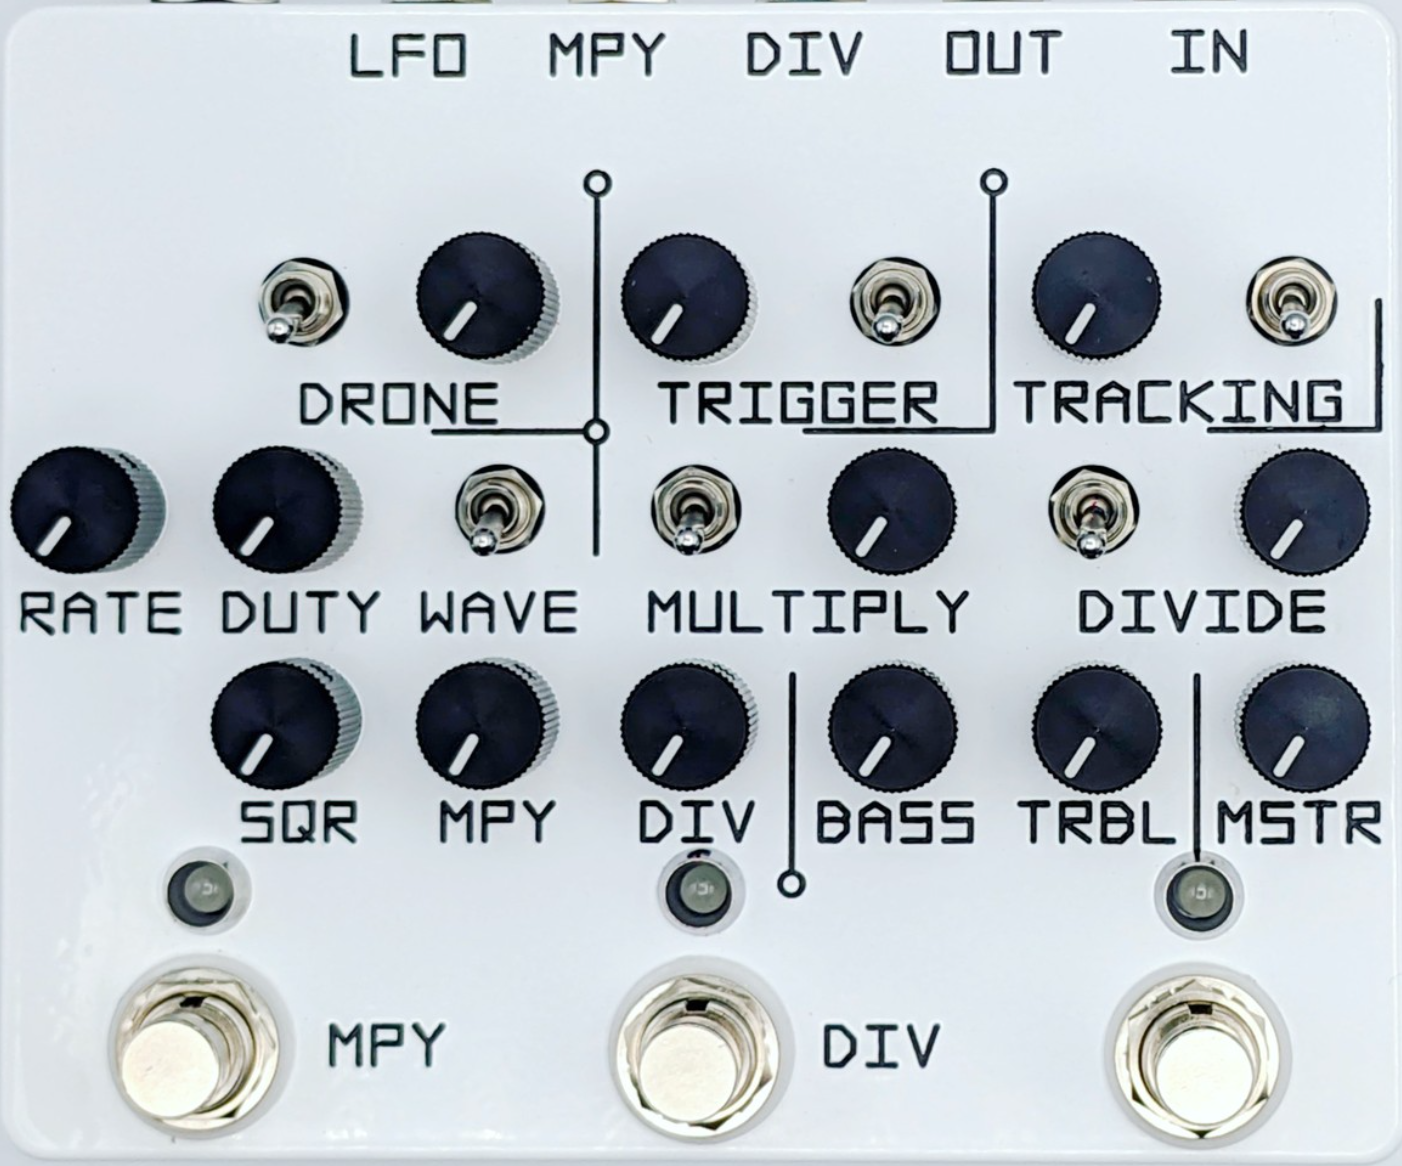 LFO MPY DIV OUT IN
DRONE TRIGGER TRACKING
RATE DUTY WAVE MULTIPLY DIVIDE
SQR MPY DIV BASS TRBL MSTR
MPY DIV